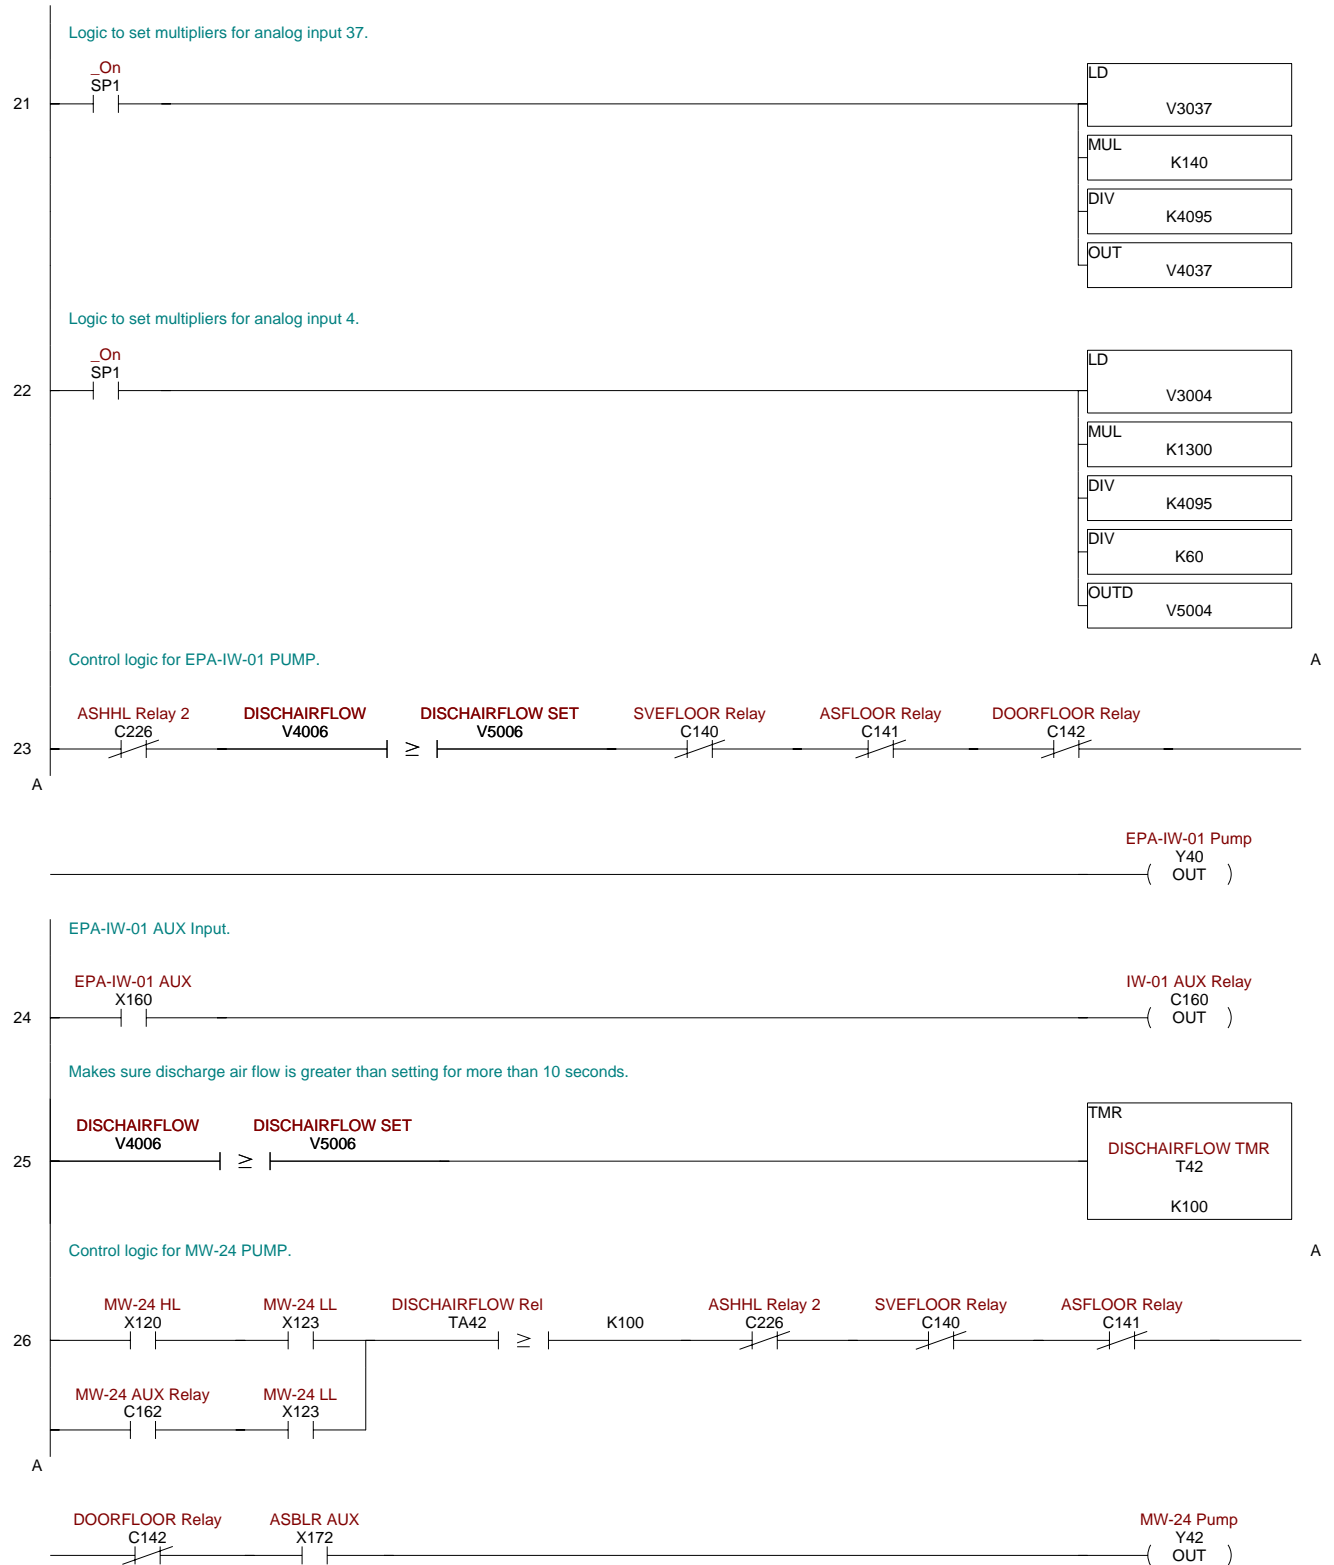 Logic to set multipliers for analog input 37.
_On
SP1
21
LD
V3037
MUL
K140
DIV
K4095
OUT
V4037
Logic to set multipliers for analog input 4.
_On
SP1
22
LD
V3004
MUL
K1300
DIV
K4095
DIV
K60
OUTD
V5004
Control logic for EPA-IW-01 PUMP.
A
ASHHL Relay 2 DISCHAIRFLOW DISCHAIRFLOW SET SVEFLOOR Relay ASFLOOR Relay DOORFLOOR Relay
C226 V4006 V5006 C140 C141 C142
23 ≥
A
EPA-IW-01 Pump
Y40
( OUT )
EPA-IW-01 AUX Input.
EPA-IW-01 AUX IW-01 AUX Relay
X160 C160
24 ( OUT )
Makes sure discharge air flow is greater than setting for more than 10 seconds.
TMR
DISCHAIRFLOW DISCHAIRFLOW SET
V4006 V5006
DISCHAIRFLOW TMR
25 ≥ T42
K100
Control logic for MW-24 PUMP. A
MW-24 HL MW-24 LL DISCHAIRFLOW Rel ASHHL Relay 2 SVEFLOOR Relay ASFLOOR Relay
X120 X123 TA42 K100 C226 C140 C141
26 ≥
MW-24 AUX Relay MW-24 LL
C162 X123
A
DOORFLOOR Relay ASBLR AUX MW-24 Pump
C142 X172 Y42
( OUT )